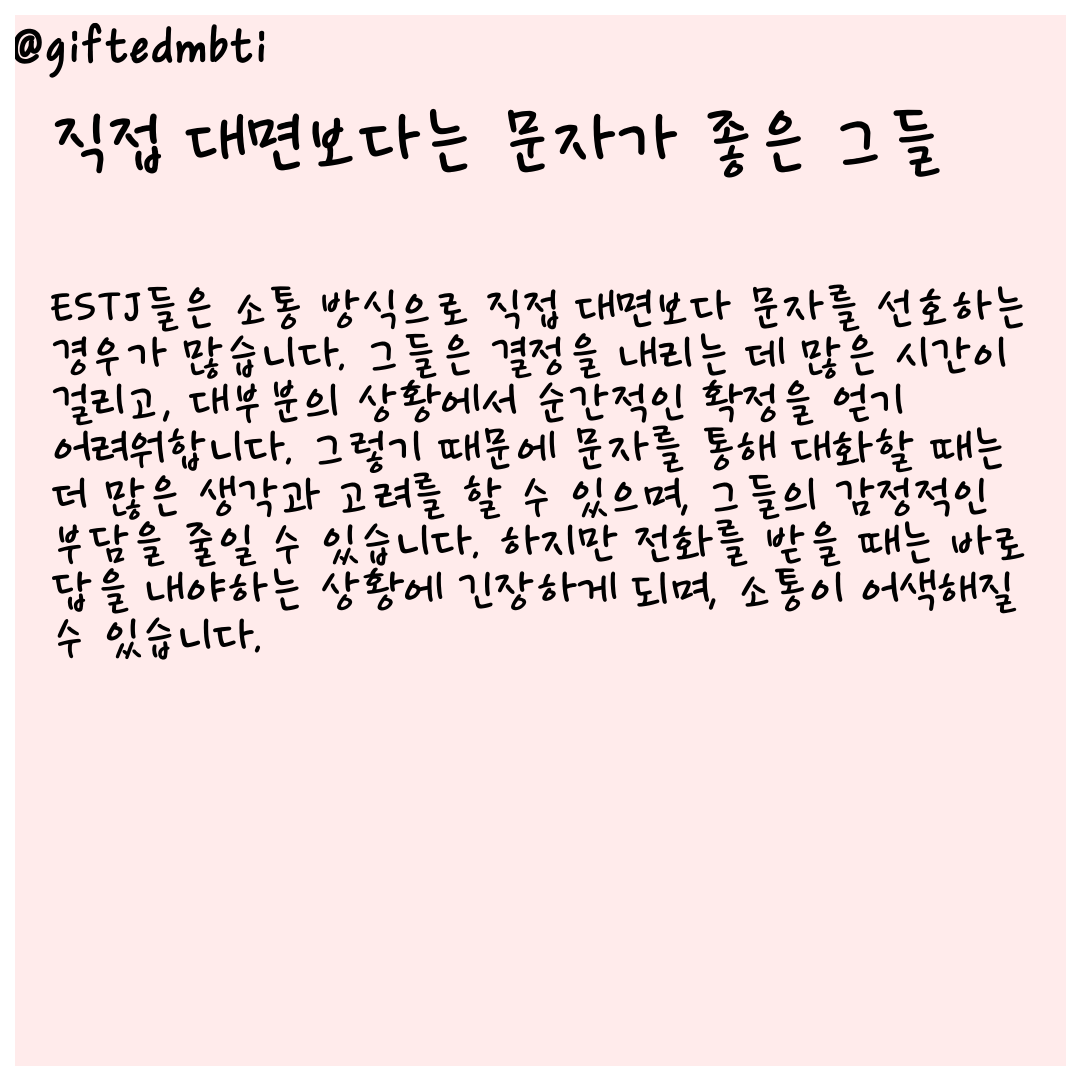 @giftedmbti
직접 대면보다는 문자가 좋은 그들
ESTJ들은 소통 방식으로 직접 대면보다 문자를 선호하는
경우가 많습니다. 그들은 결정을 내리는 데 많은 시간이
걸리고, 대부분의 상황에서 순간적인 확정을 얻기
어려워합니다. 그렇기 때문에 문자를 통해 대화할 때는
더 많은 생각과 고려를 할 수 있으며, 그들의 감정적인
부담을 줄일 수 있습니다. 하지만 전화를 받을 때는 바로
답을 내야하는 상황에 긴장하게 되며, 소통이 어색해질
수 있습니다.